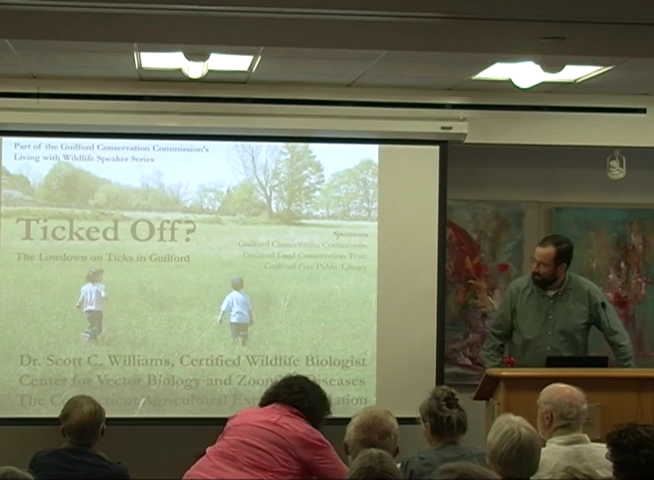 Part of the Guilford Conservation Commission's
Living with Wildlife Speaker Series
Ticked Off?
The Lowdown on Ticks in Guilford
Sponsors
Guilford Conservation Commission
Guilford Land Conservation Trust
Guilford Free Public Library
Dr. Scott C. Williams, Certified Wildlife Biologist
Center for Vector Biology and Diseases
The Agricultural